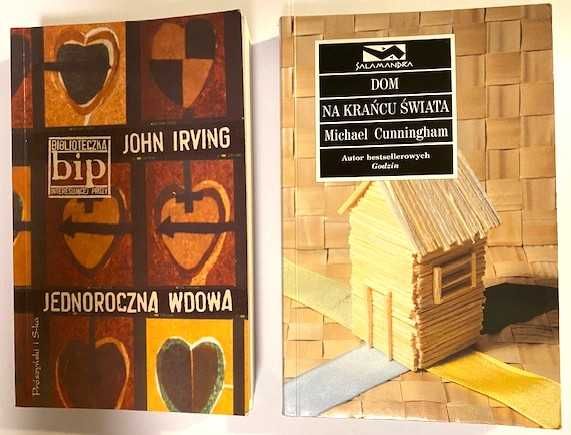 JOHN IRVING
BIBLIOTECZKA
bip
INTERESUJĄCEJ PROZY
JEDNOROCZNA WDOWA
Prószyński i S-ka
SALAMANDRA
DOM
NA KRAŃCU ŚWIATA
Michael Cunningham
Autor bestsellerowych
Godzin